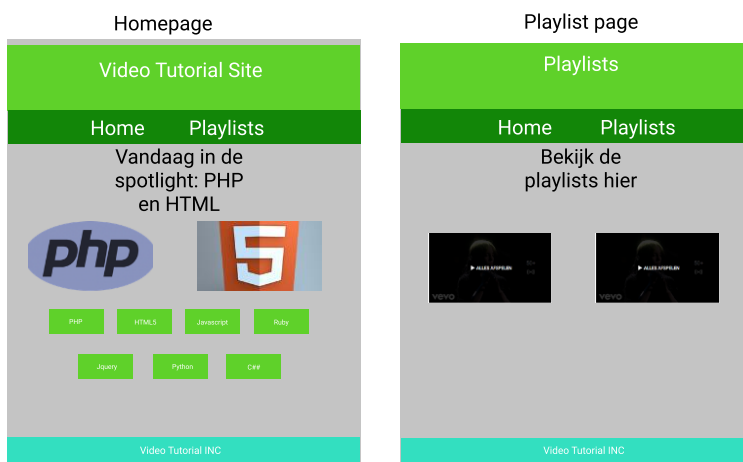 Homepage
Video Tutorial Site
Home Playlists
Vandaag in de
spotlight: PHP
en HTML
php
5
PHP HTML5 Javascript Ruby
Jquery Python C##
Video Tutorial INC
Playlist page
Playlists
Home Playlists
Bekijk de
playlists hier
ALLES AFSPELEN
vevo
ALLES AFSPELEN
vevo
Video Tutorial INC